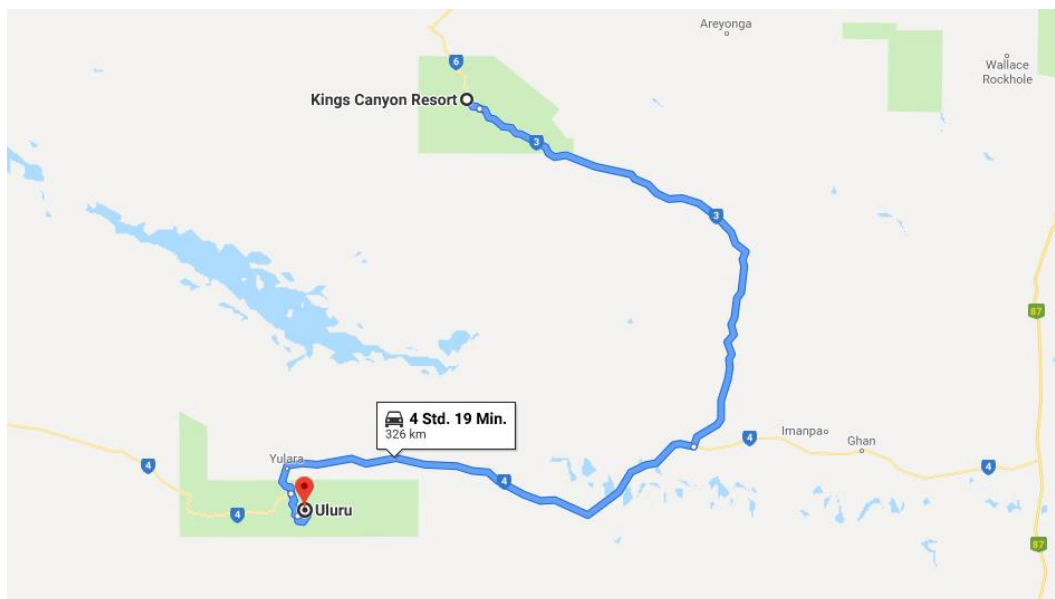 Areyonga
6
Wallace
Rockhole
Kings Canyon Resort
3
3
87
4 Std. 19 Min.
326 km
Imanpa
4
Ghan
Yulara
4
4
4
Uluru
4
87